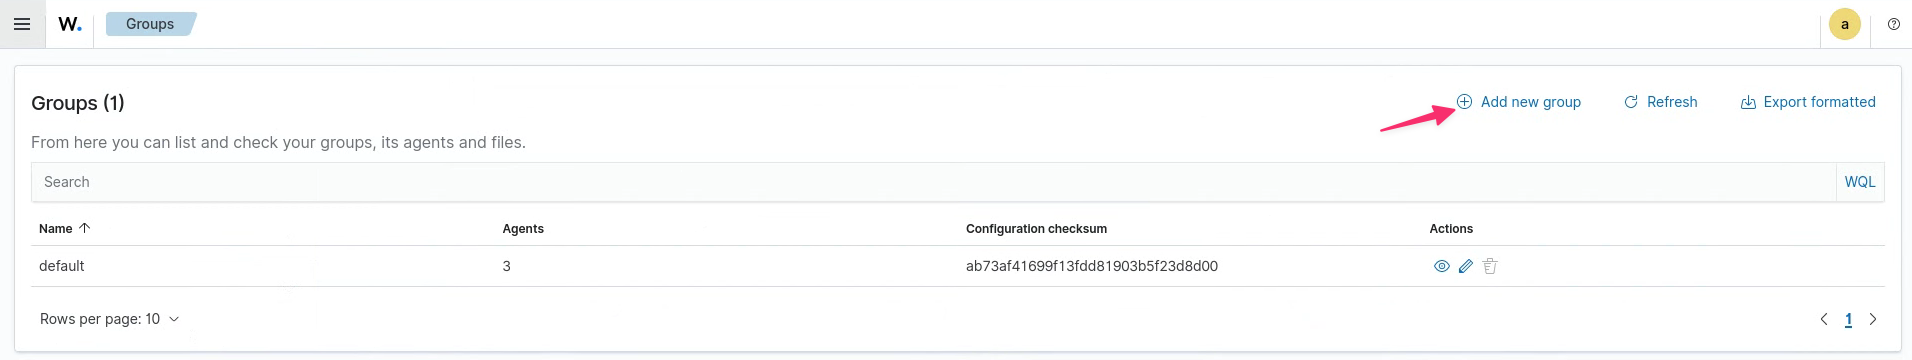 W. Groups a
Groups (1) Add new group Refresh Export formatted
From here you can list and check your groups, its agents and files.
Search WQL
Name Agents Configuration checksum Actions
default 3 ab73af41699f13fdd81903b5f23d8d00
Rows per page: 10 1